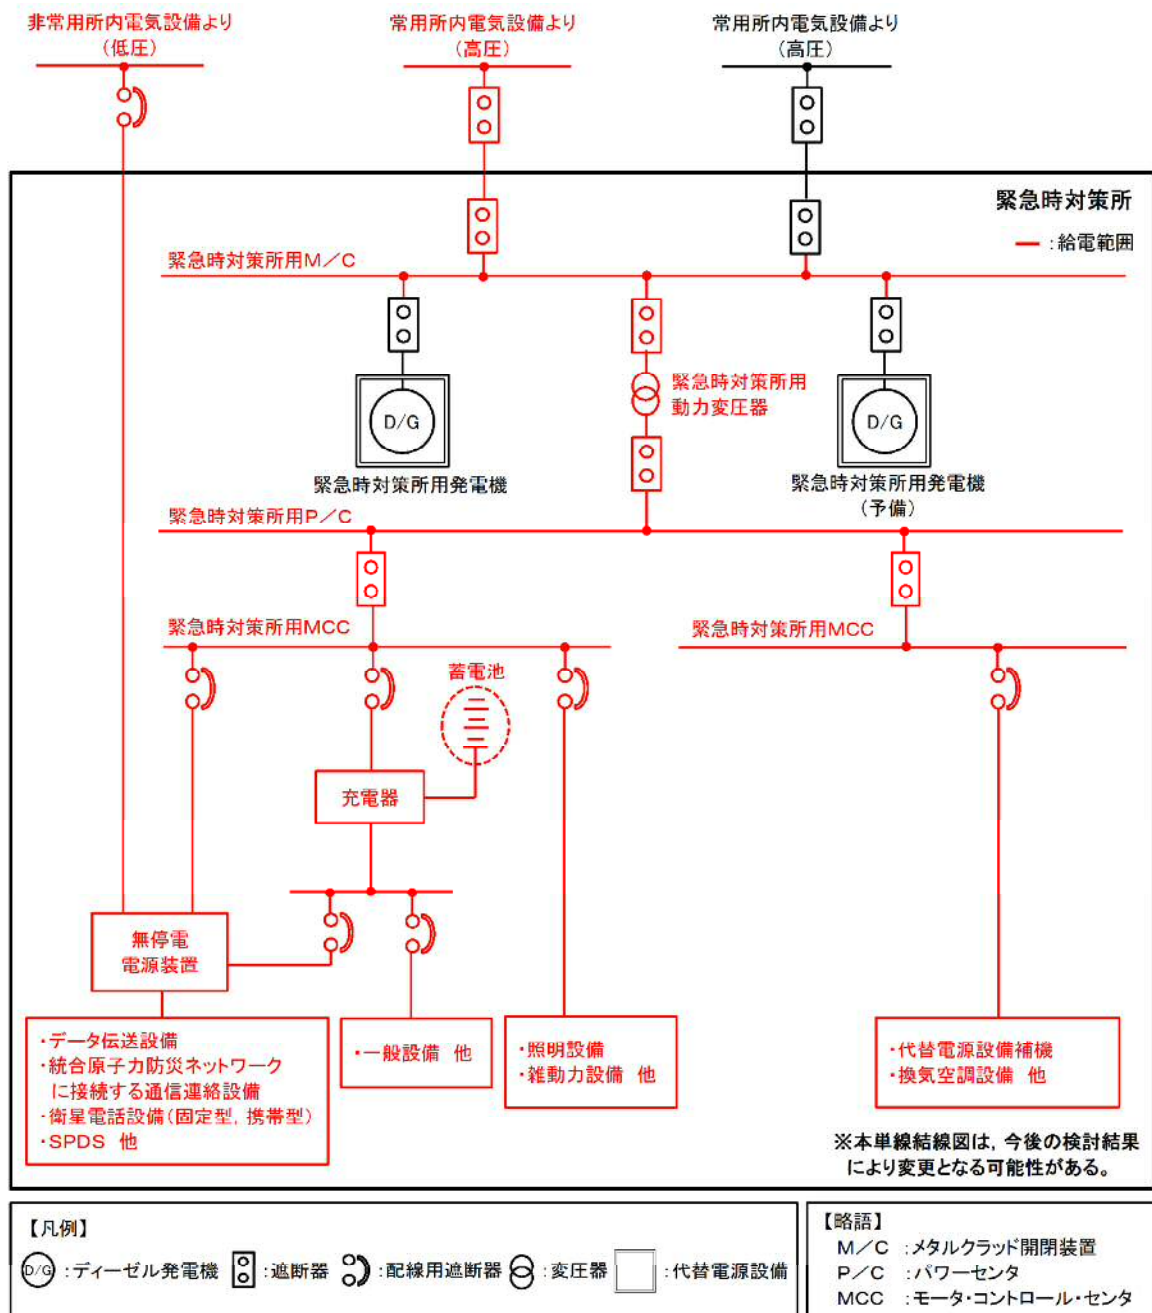 非常用所内電気設備より
(低圧)
常用所内電気設備より
(高圧)
常用所内電気設備より
(高圧)
緊急時対策所
:給電範囲
緊急時対策所用M/C
緊急時対策所用
動力変圧器
D/G
D/G
緊急時対策所用発電機
緊急時対策所用発電機
(予備)
緊急時対策所用P/C
緊急時対策所用MCC
緊急時対策所用MCC
蓄電池
充電器
無停電
電源装置
・データ伝送設備
・統合原子力防災ネットワーク
に接続する通信連絡設備
・衛星電話設備(固定型,携帯型)
・SPDS 他
・一般設備 他
・照明設備
・雑動力設備 他
・代替電源設備補機
・換気空調設備 他
※本単線結線図は,今後の検討結果
により変更となる可能性がある。
【凡例】
D/G :ディーゼル発電機 :遮断器 :配線用遮断器 :変圧器 :代替電源設備
【略語】
M/C :メタルクラッド開閉装置
P/C :パワーセンタ
MCC :モータ・コントロール・センタ